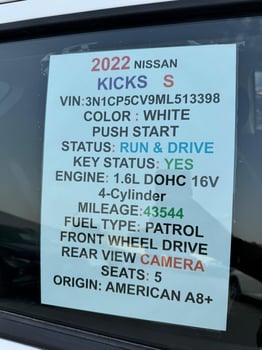 2022 NISSAN
KICKS S
VIN:3N1CP5CV9ML513398
COLOR : WHITE
PUSH START
STATUS: RUN & DRIVE
KEY STATUS: YES
ENGINE: 1.6L DOHC 16V
4-Cylinder
MILEAGE:43544
FUEL TYPE: PATROL
FRONT WHEEL DRIVE
REAR VIEW CAMERA
SEATS: 5
ORIGIN: AMERICAN A8+